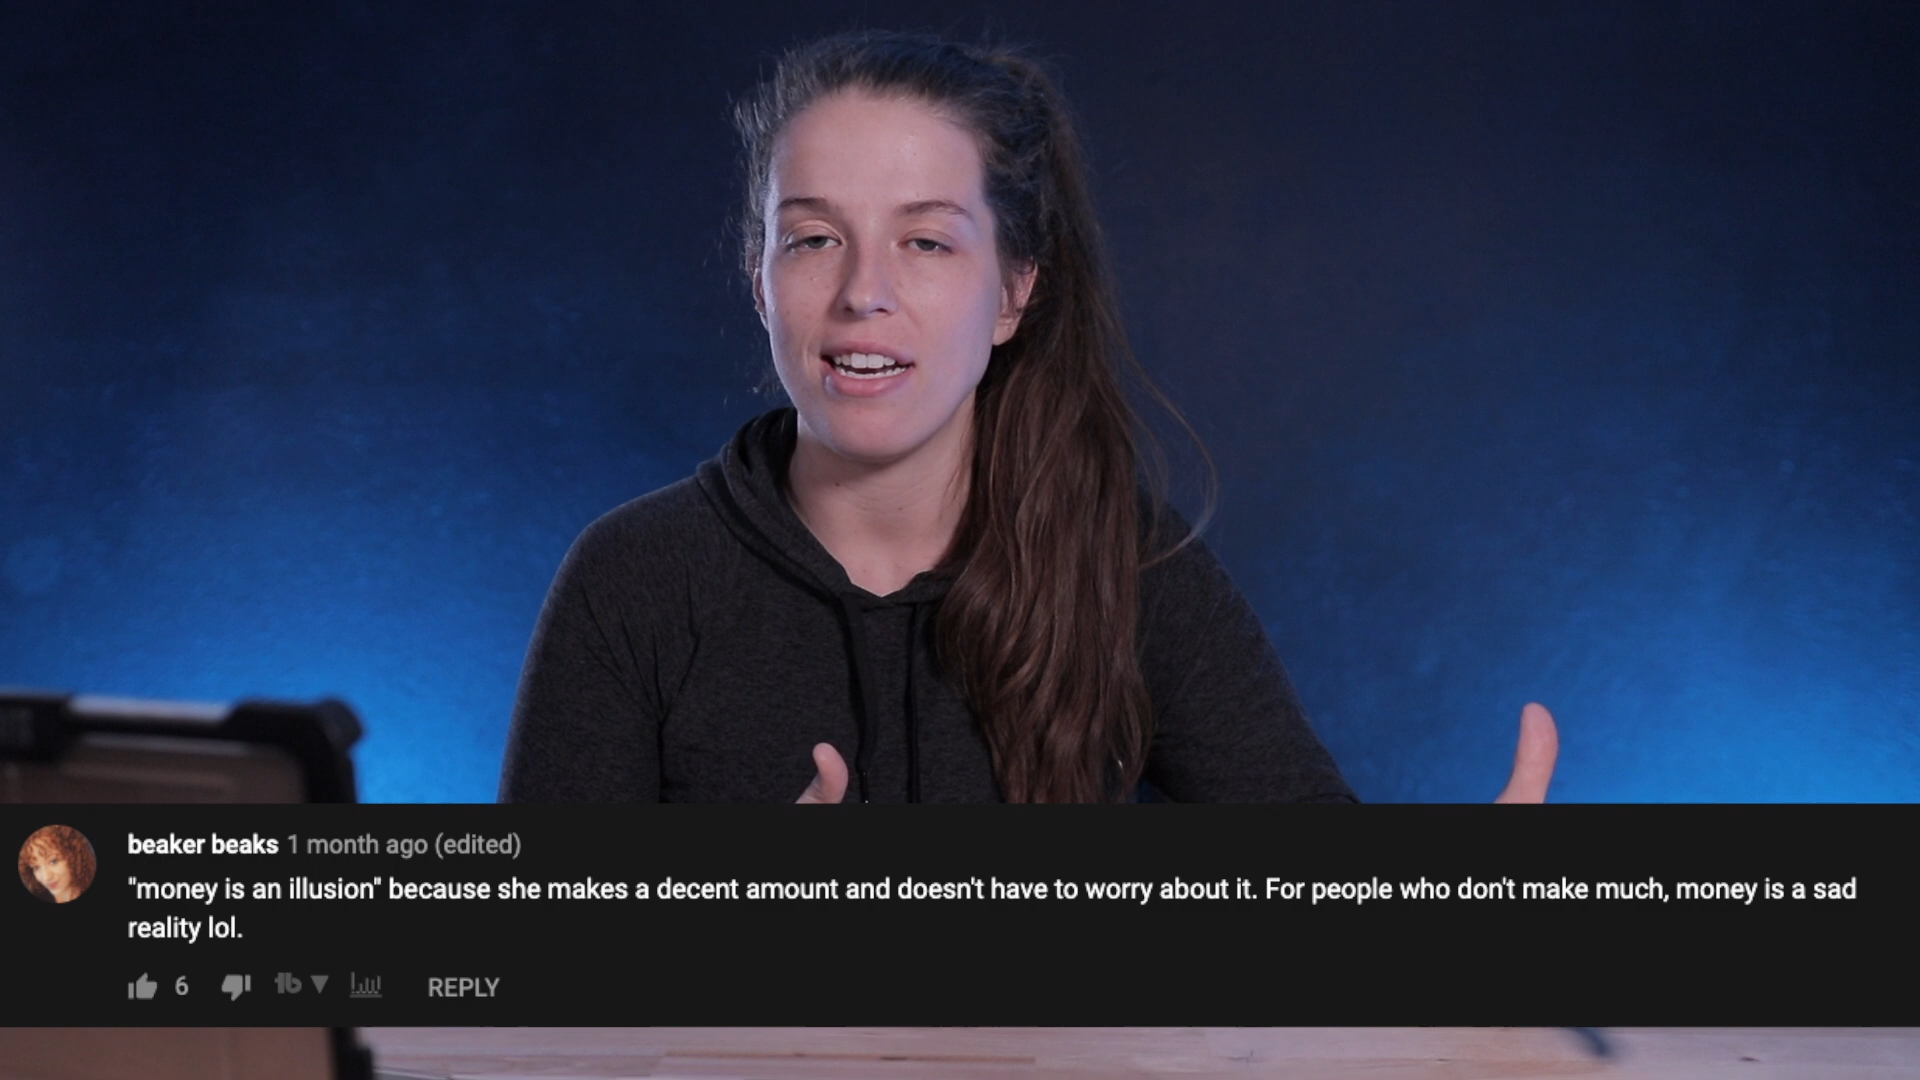 beaker beaks 1 month ago (edited)
"money is an illusion" because she makes a decent amount and doesn't have to worry about it. For people who don't make much, money is a sad
reality lol.
6 tb REPLY